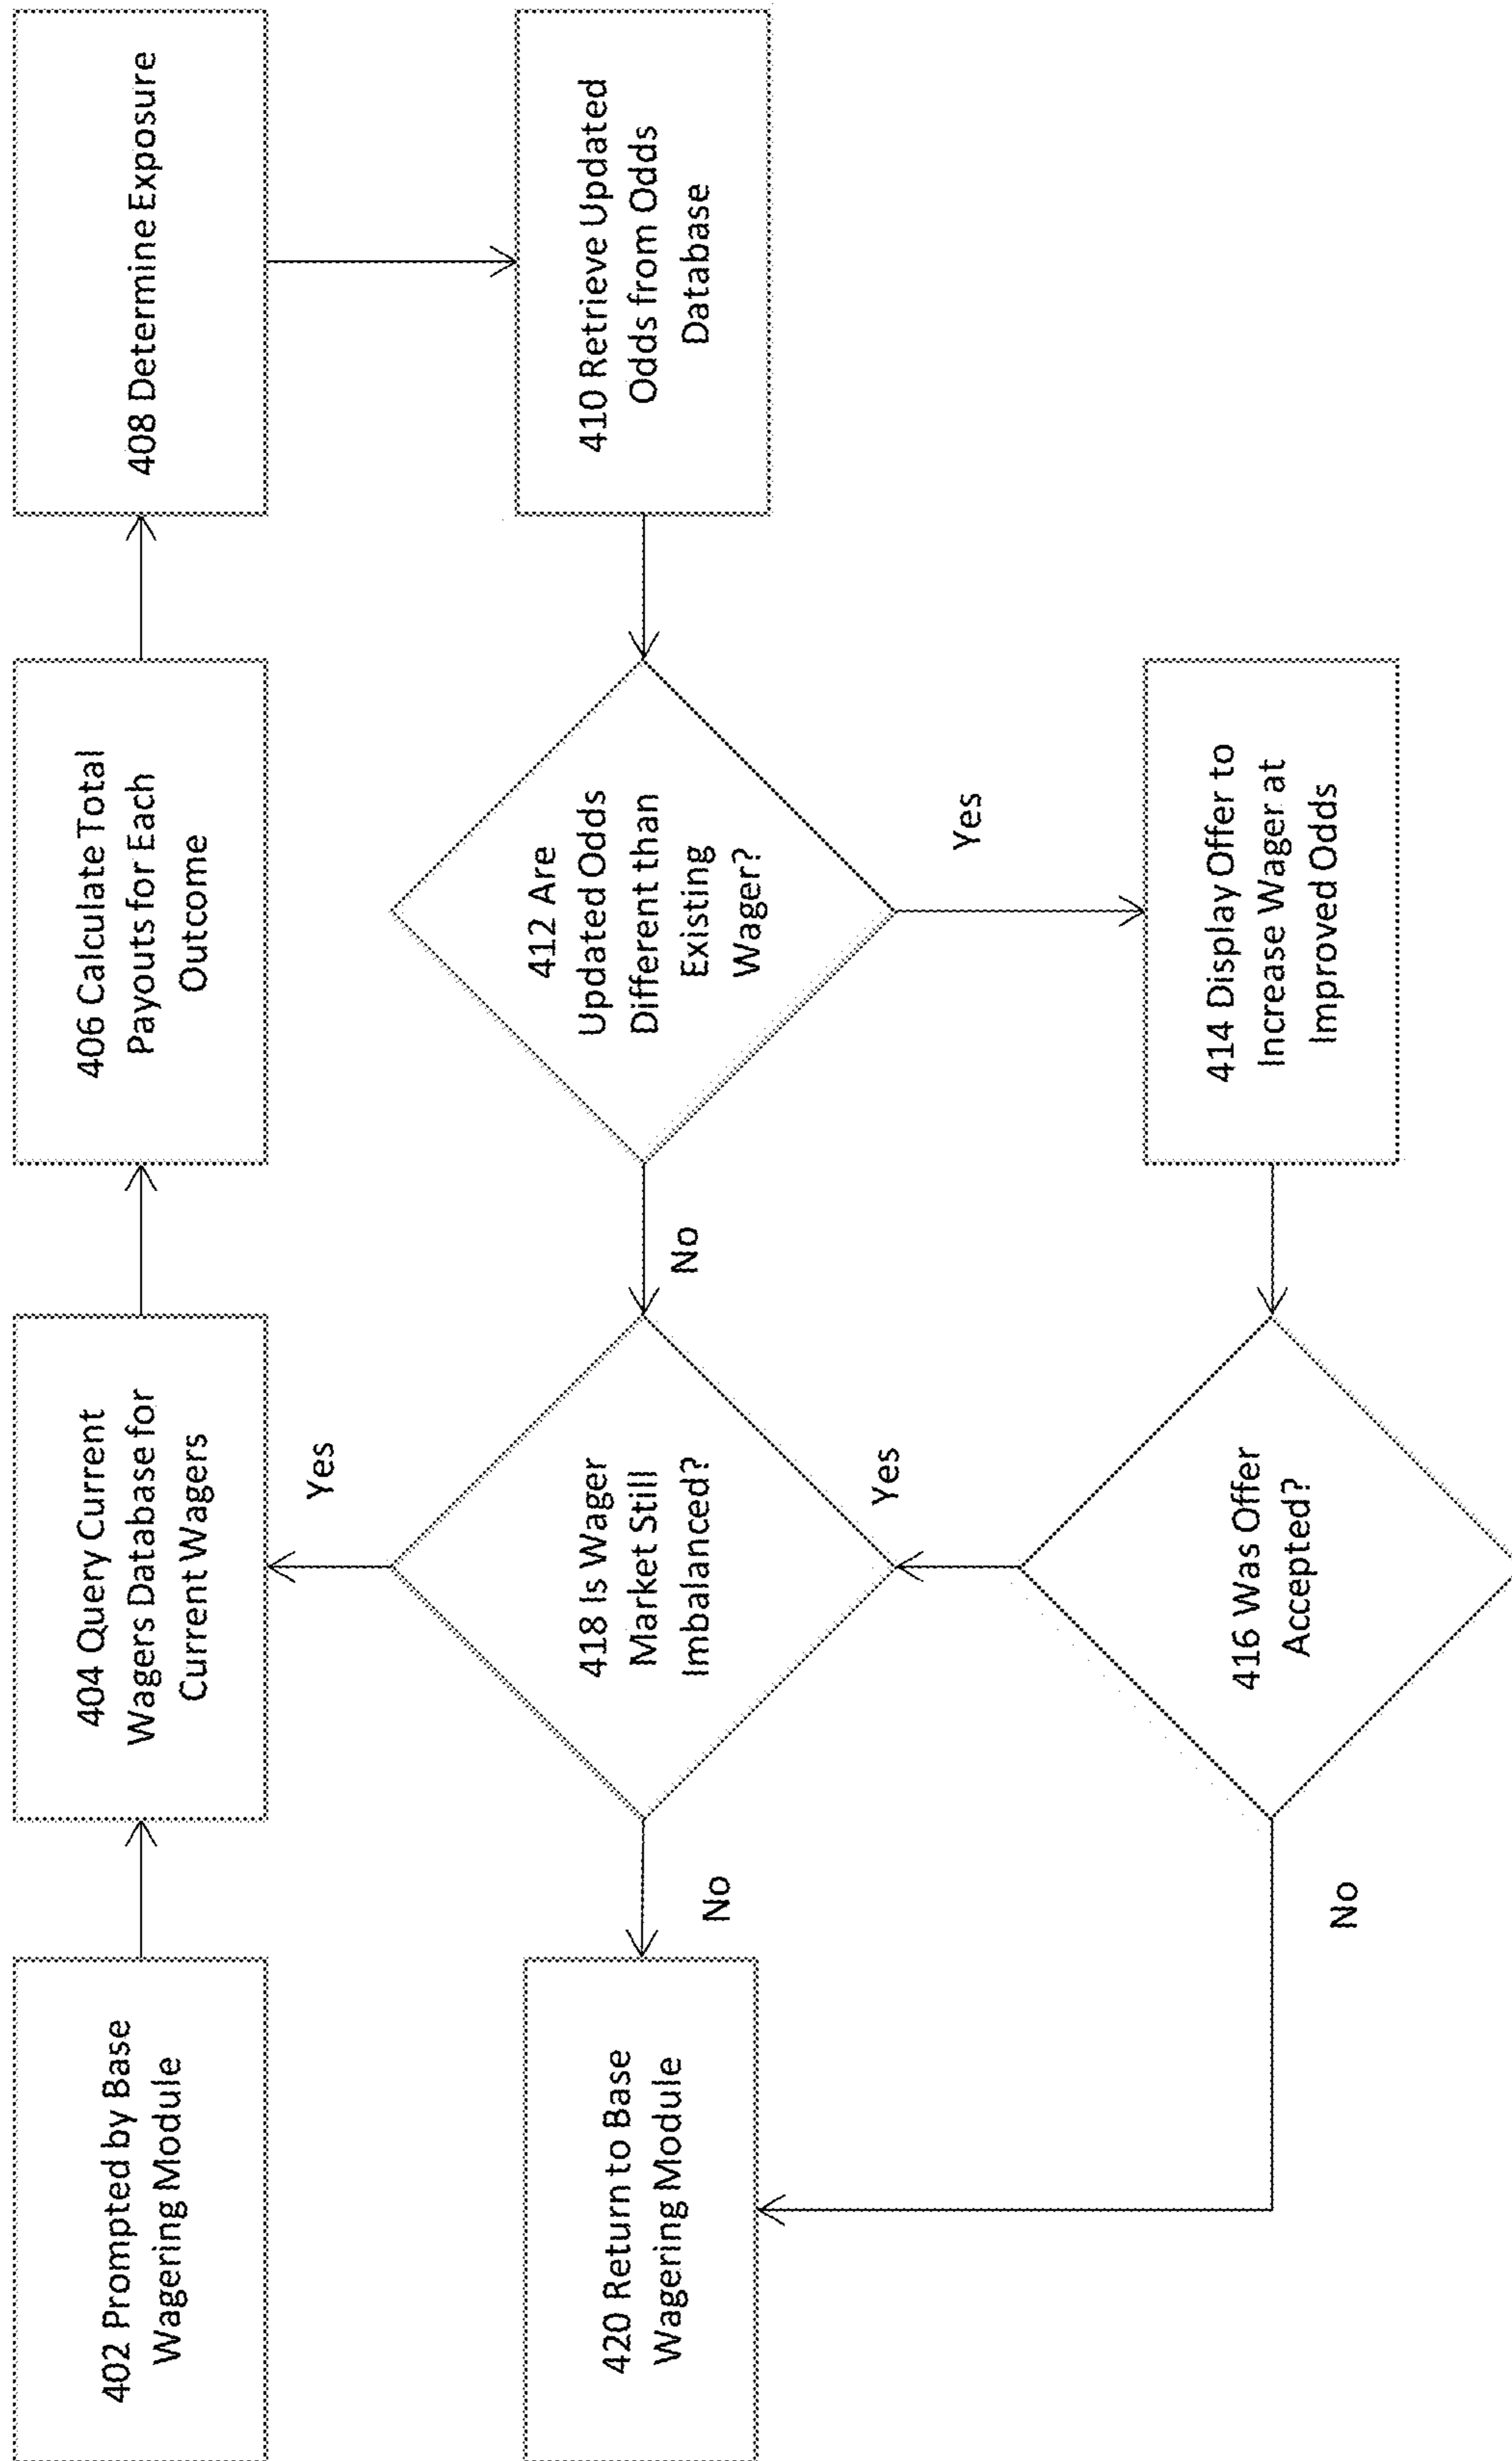 402 Prompted by Base
Wagering Module
404 Query Current
Wagers Database for
Current Wagers
406 Calculate Total
Payouts for Each
Outcome
408 Determine Exposure
410 Retrieve Updated
Odds from Odds
Database
412 Are
Updated Odds
Different than
Existing
Wager?
Yes
No
414 Display Offer to
Increase Wager at
Improved Odds
416 Was Offer
Accepted?
Yes
No
418 Is Wager
Market Still
Imbalanced?
Yes
No
420 Return to Base
Wagering Module